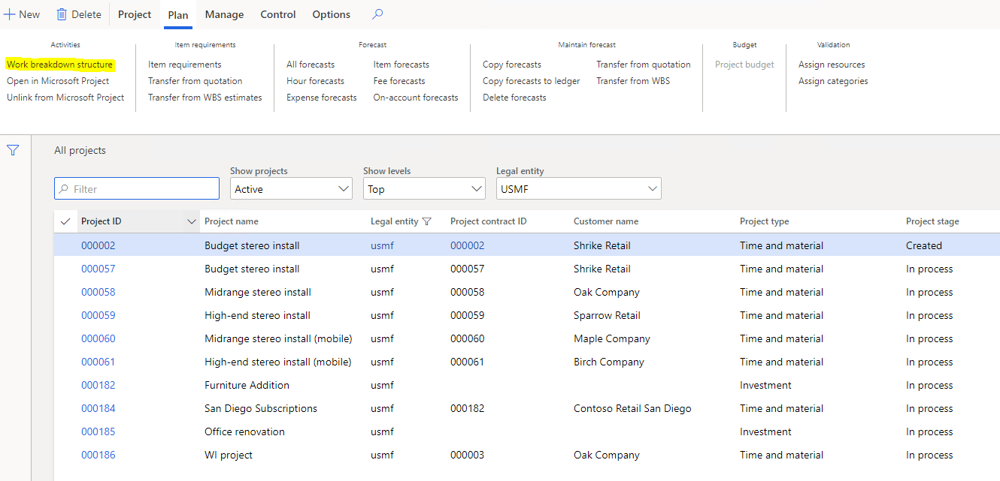 New Delete Project Plan Manage Control Options
Activities Item requirements Forecast Maintain forecast Budget Validation
Work breakdown structure Item requirements All forecasts Item forecasts Copy forecasts Transfer from quotation Project budget Assign resources
Open in Microsoft Project Transfer from quotation Hour forecasts Fee forecasts Copy forecasts to ledger Transfer from WBS Assign categories
Unlink from Microsoft Project Transfer from WBS estimates Expense forecasts On-account forecasts Delete forecasts
All projects
Show projects Show levels Legal entity
Filter Active Top USMF
Project ID Project name Legal entity Project contract ID Customer name Project type Project stage
000002 Budget stereo install usmf 000002 Shrike Retail Time and material Created
000057 Budget stereo install usmf 000057 Shrike Retail Time and material In process
000058 Midrange stereo install usmf 000058 Oak Company Time and material In process
000059 High-end stereo install usmf 000059 Sparrow Retail Time and material In process
000060 Midrange stereo install (mobile) usmf 000060 Maple Company Time and material In process
000061 High-end stereo install (mobile) usmf 000061 Birch Company Time and material In process
000182 Furniture Addition usmf Investment In process
000184 San Diego Subscriptions usmf 000182 Contoso Retail San Diego Time and material In process
000185 Office renovation usmf Investment In process
000186 WI project usmf 000003 Oak Company Time and material In process